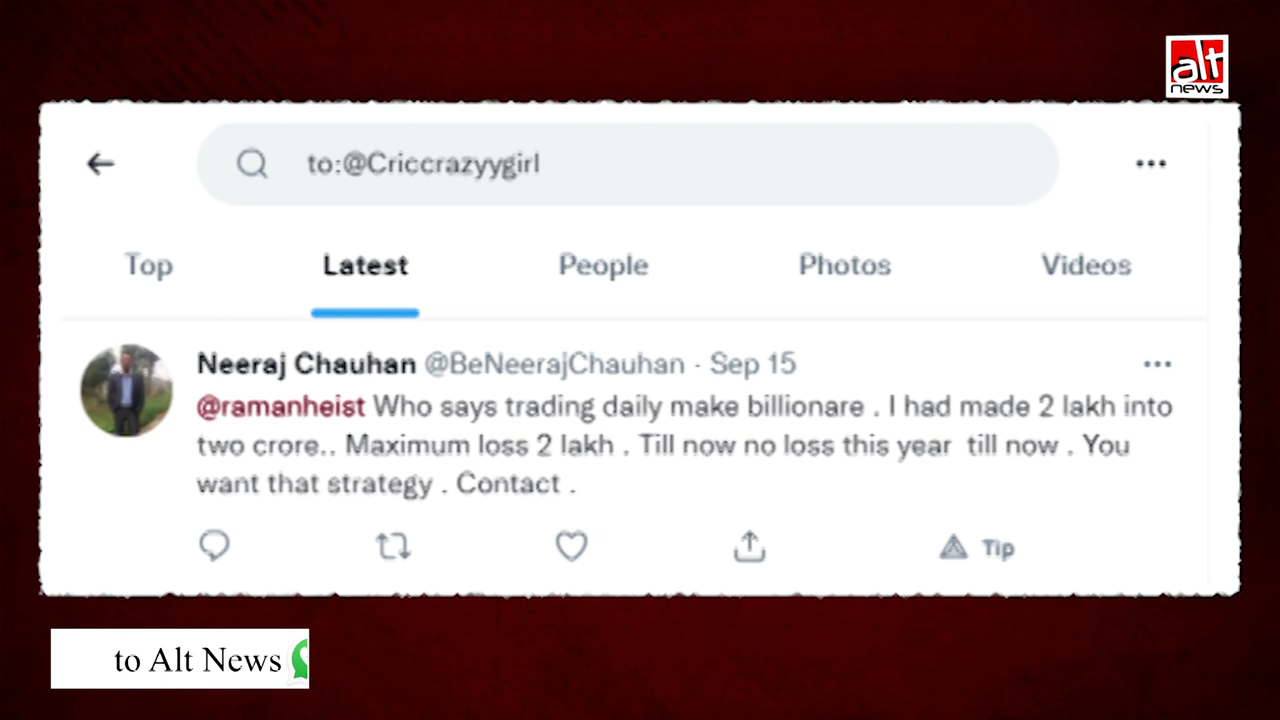 alt
news
to:@Criccrazyygirl
Top Latest People Photos Videos
Neeraj Chauhan @BeNeerajChauhan · Sep 15
@ramanheist Who says trading daily make billionare . I had made 2 lakh into
two crore.. Maximum loss 2 lakh . Till now no loss this year  till now . You
want that strategy . Contact .
Tip
to Alt News